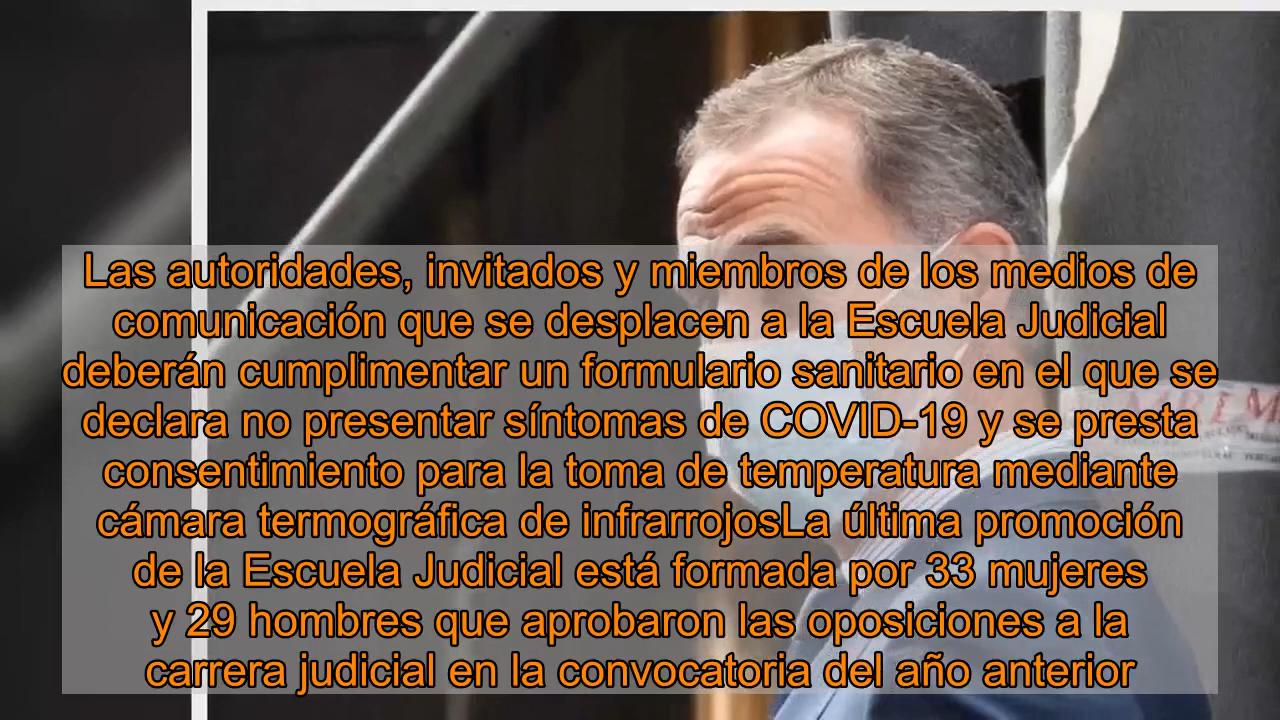 Las autoridades, invitados y miembros de los medios de
comunicación que se desplacen a la Escuela Judicial
deberán cumplimentar un formulario sanitario en el que se
declara no presentar síntomas de COVID-19 y se presta
consentimiento para la toma de temperatura mediante
cámara termográfica de infrarrojosLa última promoción
de la Escuela Judicial está formada por 33 mujeres
y 29 hombres que aprobaron las oposiciones a la
carrera judicial en la convocatoria del año anterior